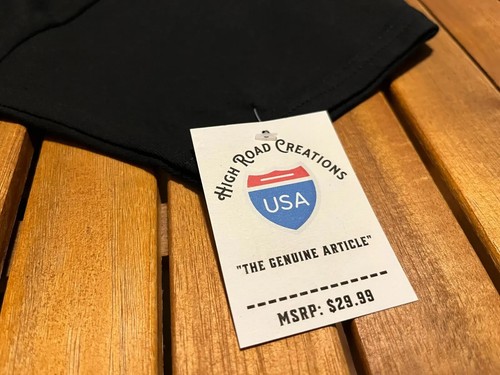 High Road Creations
USA
"THE GENUINE ARTICLE"
MSRP: $29.99